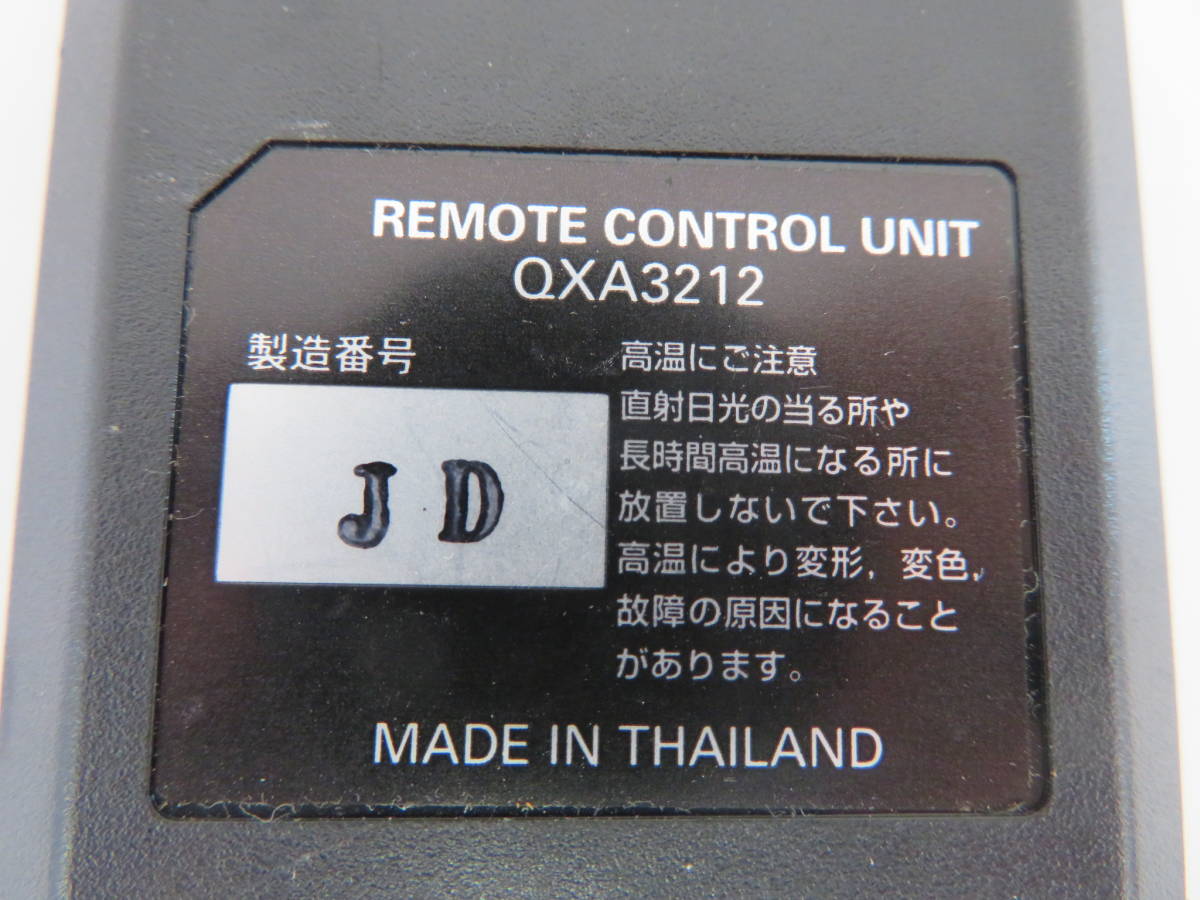 REMOTE CONTROL UNIT
QXA3212
製造番号
J D
高温にご注意
直射日光の当る所や
長時間高温になる所に
放置しないで下さい。
高温により変形，変色，
故障の原因になること
があります。
MADE IN THAILAND